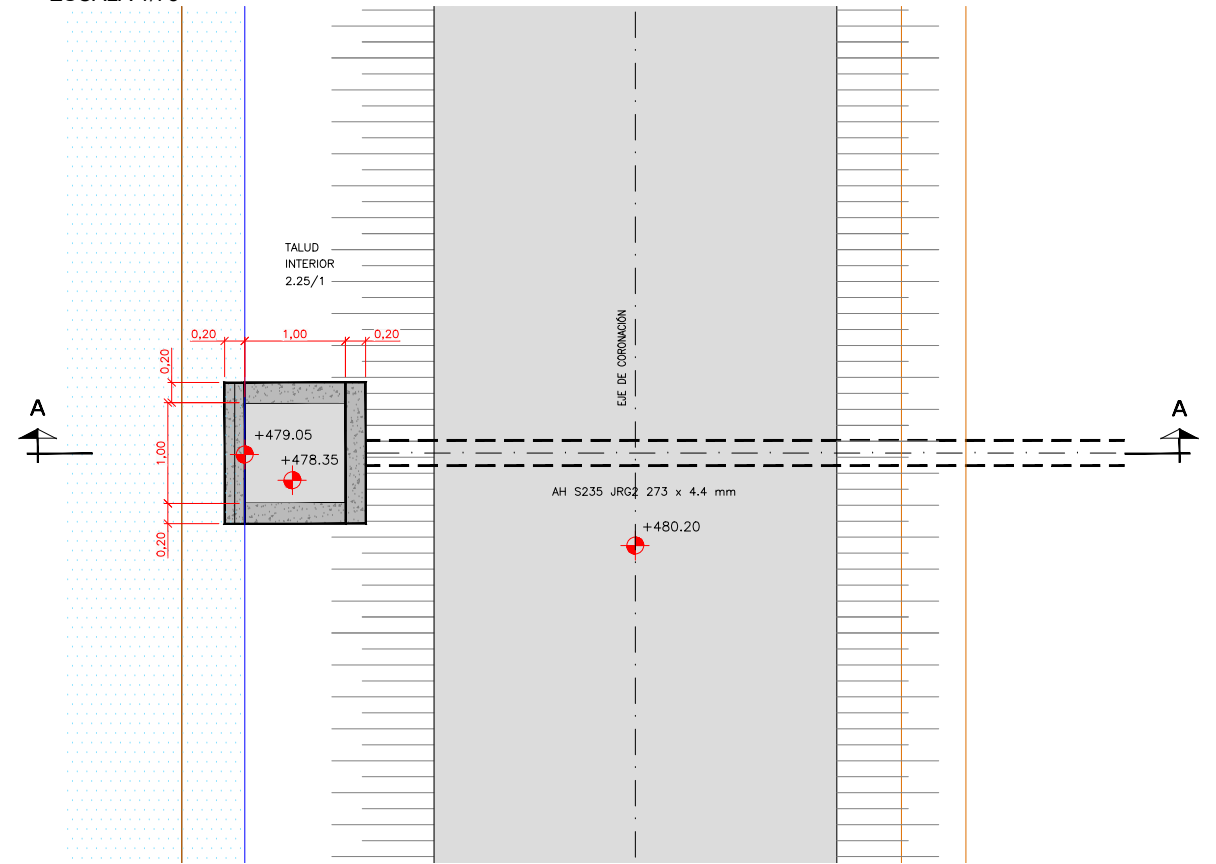 TALUD
INTERIOR
2.25/1
EJE DE CORONACIÓN
0,20
1,00
0,20
0,20
1,00
0,20
A
A
+479.05
+478.35
AH S235 JRG2 273 x 4.4 mm
+480.20